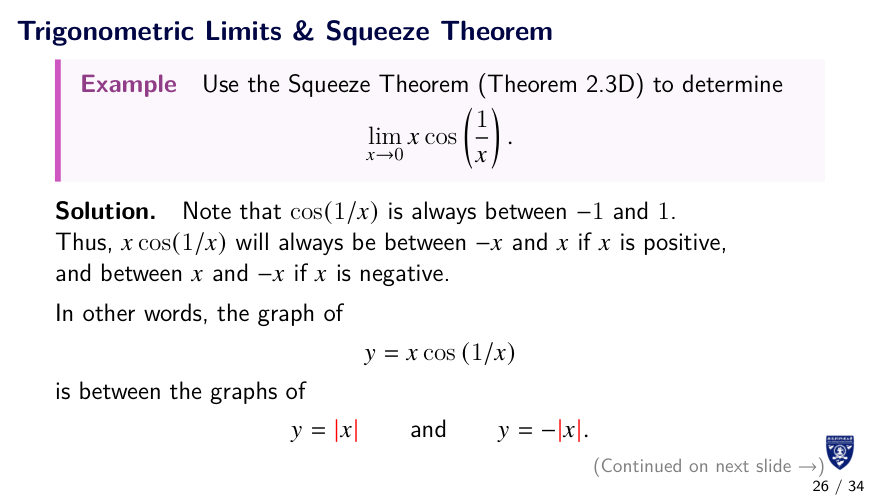 Trigonometric Limits & Squeeze Theorem
Example Use the Squeeze Theorem (Theorem 2.3D) to determine
lim x→0 x cos (1/x) .
Solution. Note that cos(1/x) is always between −1 and 1.
Thus, x cos(1/x) will always be between −x and x if x is positive,
and between x and −x if x is negative.
In other words, the graph of
y = x cos (1/x)
is between the graphs of
y = |x| and y = −|x|.
(Continued on next slide →)
26 / 34